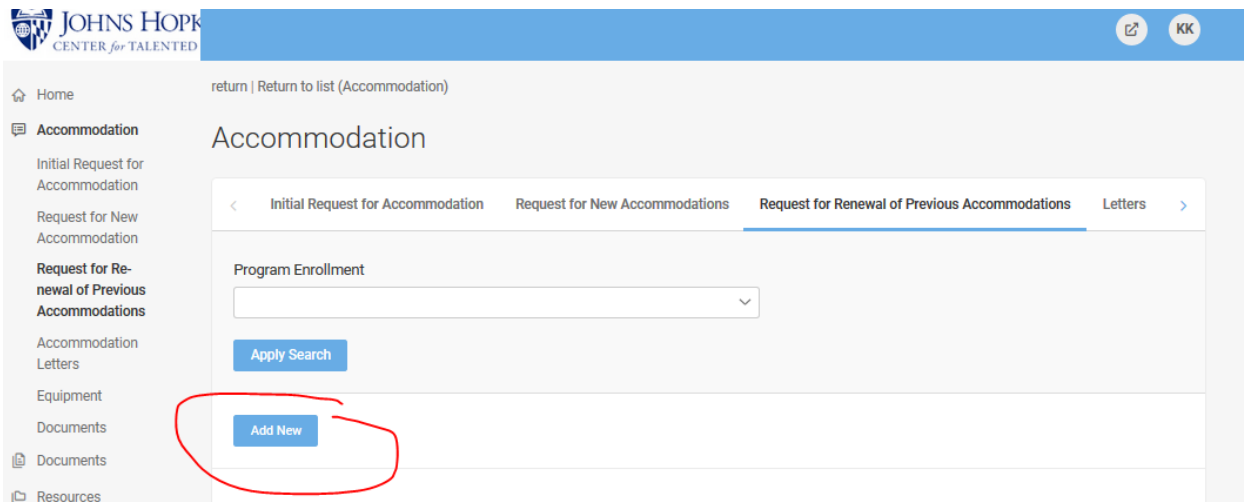 JOHNS HOPK
CENTER for TALENTED
KK
Home
Accommodation
Initial Request for
Accommodation
Request for New
Accommodation
Request for Re-
newal of Previous
Accommodations
Accommodation
Letters
Equipment
Documents
Documents
Resources
return | Return to list (Accommodation)
Accommodation
Initial Request for Accommodation Request for New Accommodations Request for Renewal of Previous Accommodations Letters
Program Enrollment
Apply Search
Add New